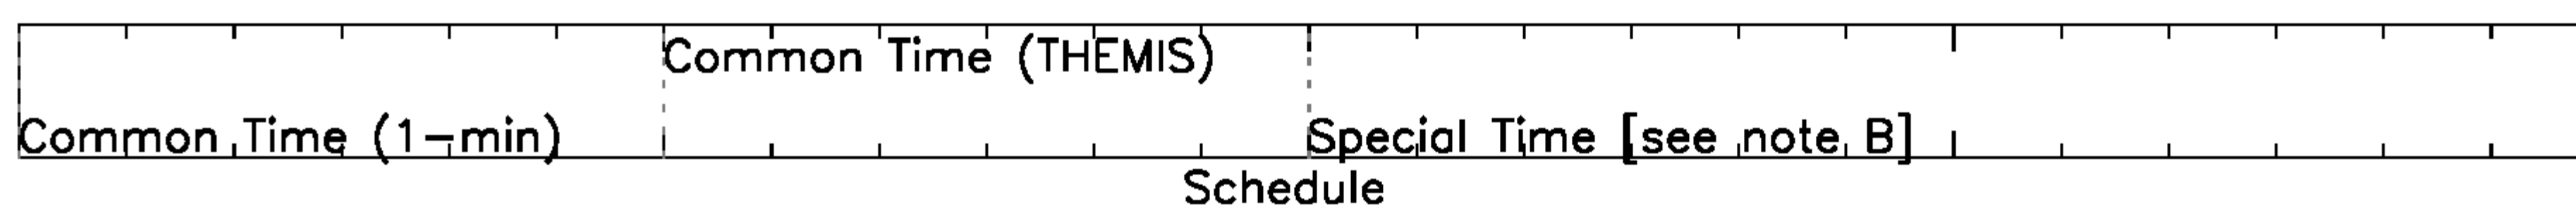 Common Time (THEMIS)
Common Time (1-min)
Special Time [see note B]
Schedule